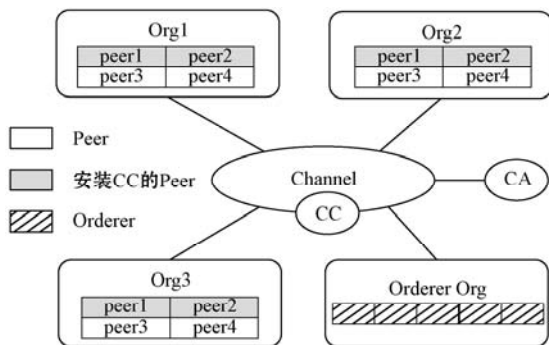 Org1
peer1 peer2
peer3 peer4
Org2
peer1 peer2
peer3 peer4
Peer
安装CC的Peer
Orderer
Channel
CC
CA
Org3
peer1 peer2
peer3 peer4
Orderer Org